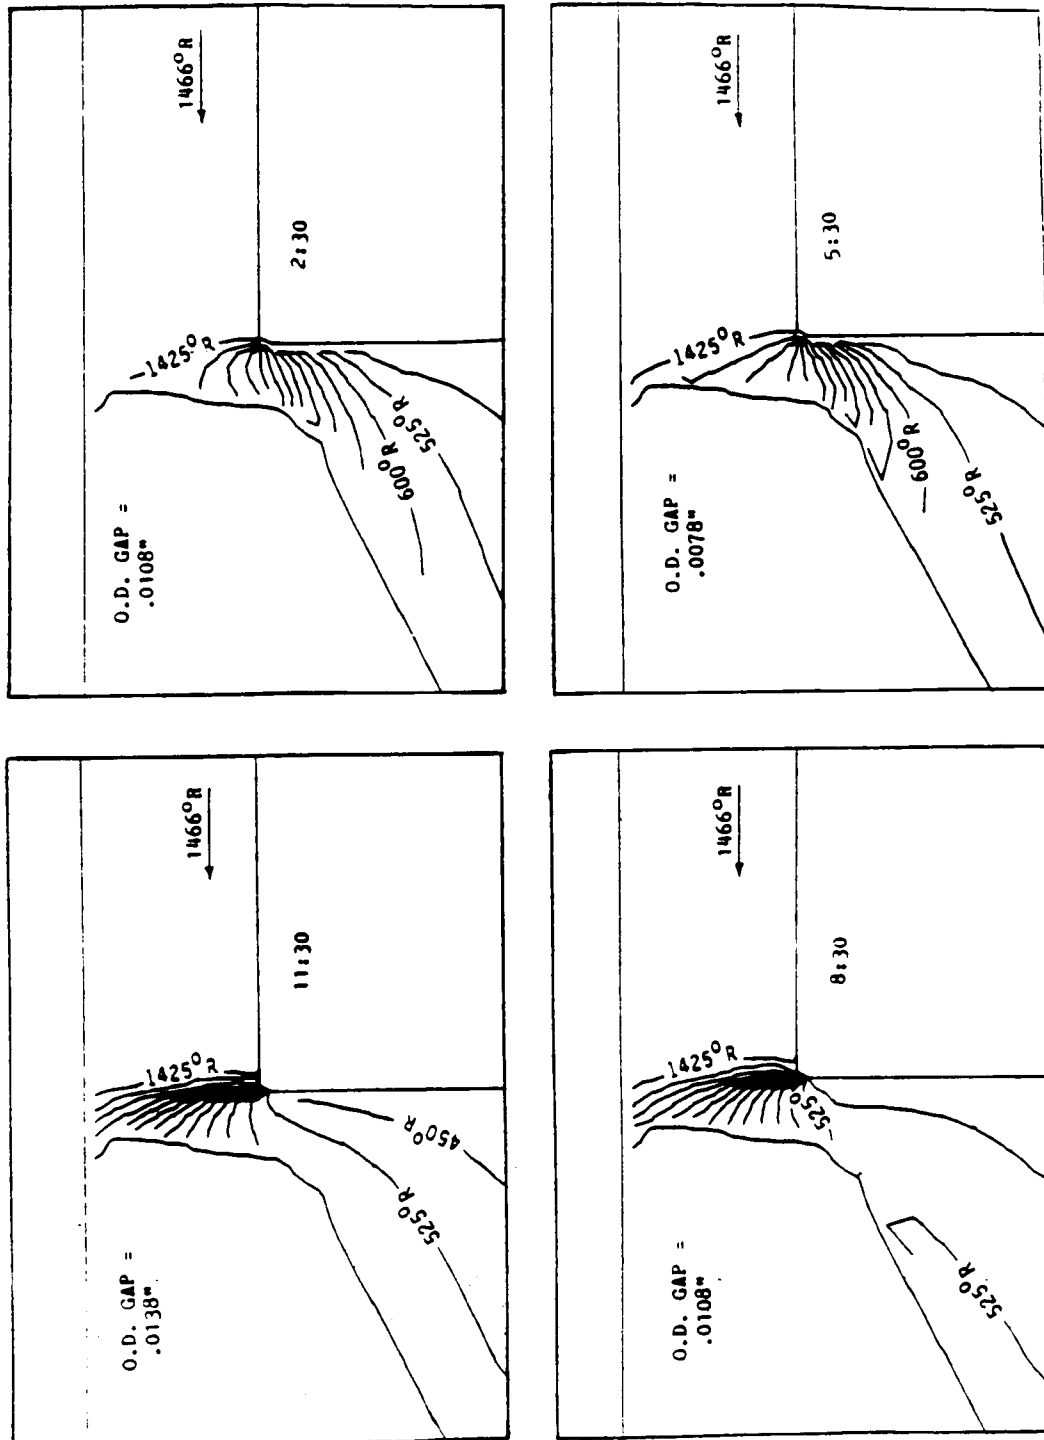 O.D. GAP =
.0138"
1466°R
1425°R
11:30
525°R
450°R
O.D. GAP =
.0108"
1466°R
1425°R
2:30
600°R
525°R
O.D. GAP =
.0108"
1466°R
1425°R
525°
8:30
525°R
O.D. GAP =
.0078"
1466°R
1425°R
5:30
600°R
525°R